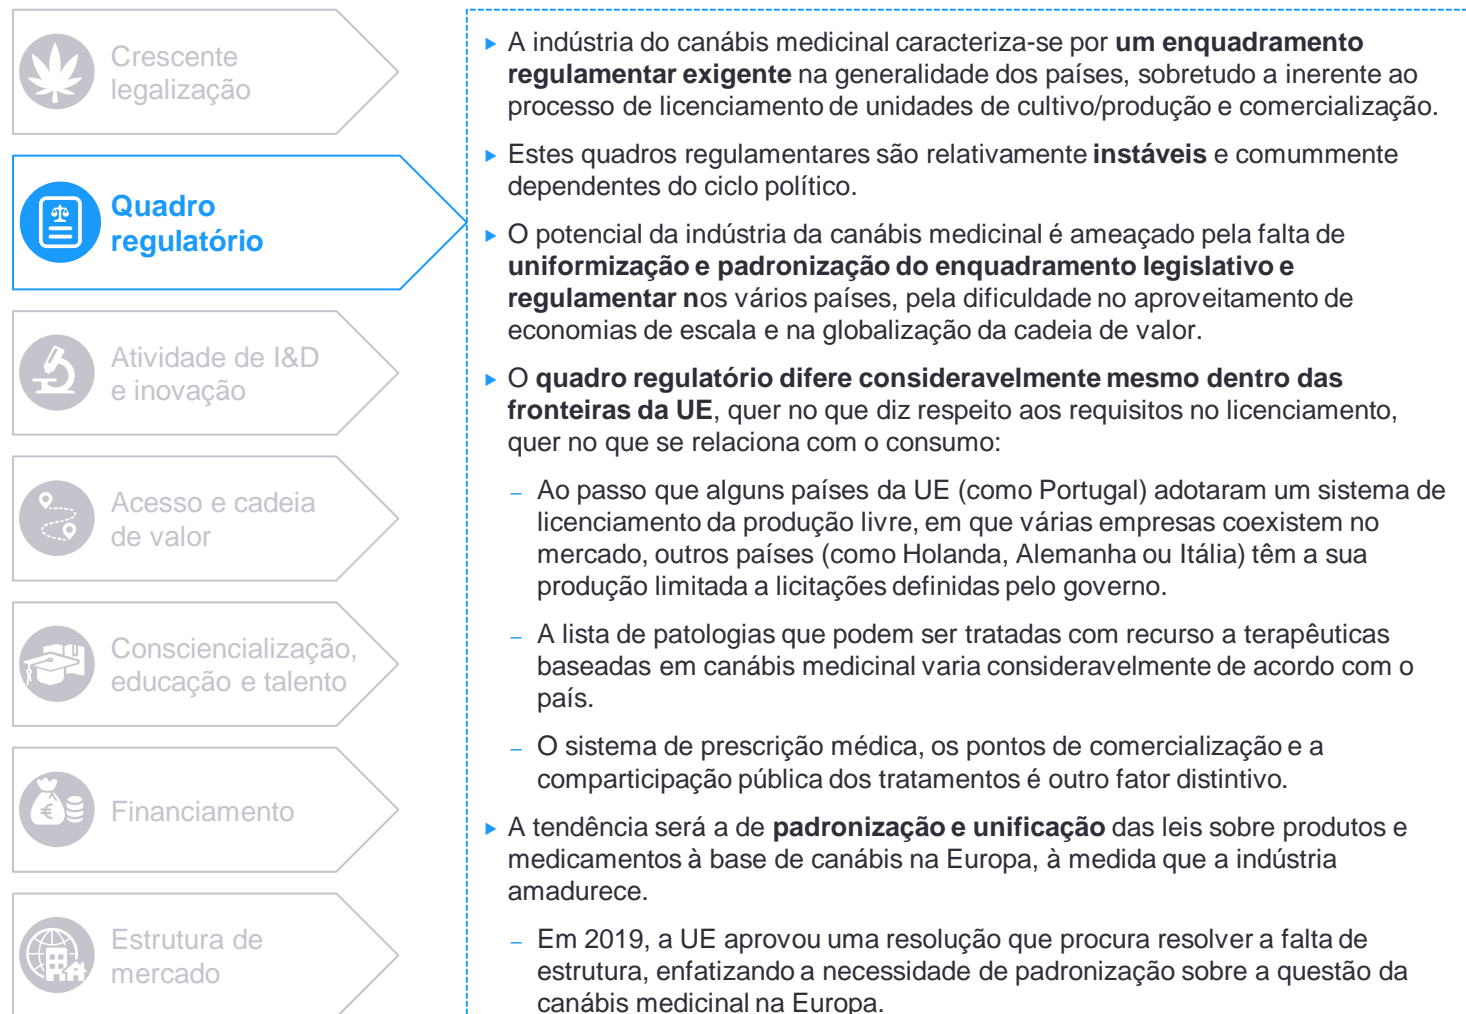 Crescente
legalização
Quadro
regulatório
Atividade de I&D
e inovação
Acesso e cadeia
de valor
Consciencialização,
educação e talento
€
Financiamento
Estrutura de
mercado
A indústria do canábis medicinal caracteriza-se por um enquadramento
regulamentar exigente na generalidade dos países, sobretudo a inerente ao
processo de licenciamento de unidades de cultivo/produção e comercialização.
Estes quadros regulamentares são relativamente instáveis e comummente
dependentes do ciclo político.
O potencial da indústria da canábis medicinal é ameaçado pela falta de
uniformização e padronização do enquadramento legislativo e
regulamentar nos vários países, pela dificuldade no aproveitamento de
economias de escala e na globalização da cadeia de valor.
O quadro regulatório difere consideravelmente mesmo dentro das
fronteiras da UE, quer no que diz respeito aos requisitos no licenciamento,
quer no que se relaciona com o consumo:
– Ao passo que alguns países da UE (como Portugal) adotaram um sistema de
licenciamento da produção livre, em que várias empresas coexistem no
mercado, outros países (como Holanda, Alemanha ou Itália) têm a sua
produção limitada a licitações definidas pelo governo.
– A lista de patologias que podem ser tratadas com recurso a terapêuticas
baseadas em canábis medicinal varia consideravelmente de acordo com o
país.
– O sistema de prescrição médica, os pontos de comercialização e a
comparticipação pública dos tratamentos é outro fator distintivo.
A tendência será a de padronização e unificação das leis sobre produtos e
medicamentos à base de canábis na Europa, à medida que a indústria
amadurece.
– Em 2019, a UE aprovou uma resolução que procura resolver a falta de
estrutura, enfatizando a necessidade de padronização sobre a questão da
canábis medicinal na Europa.